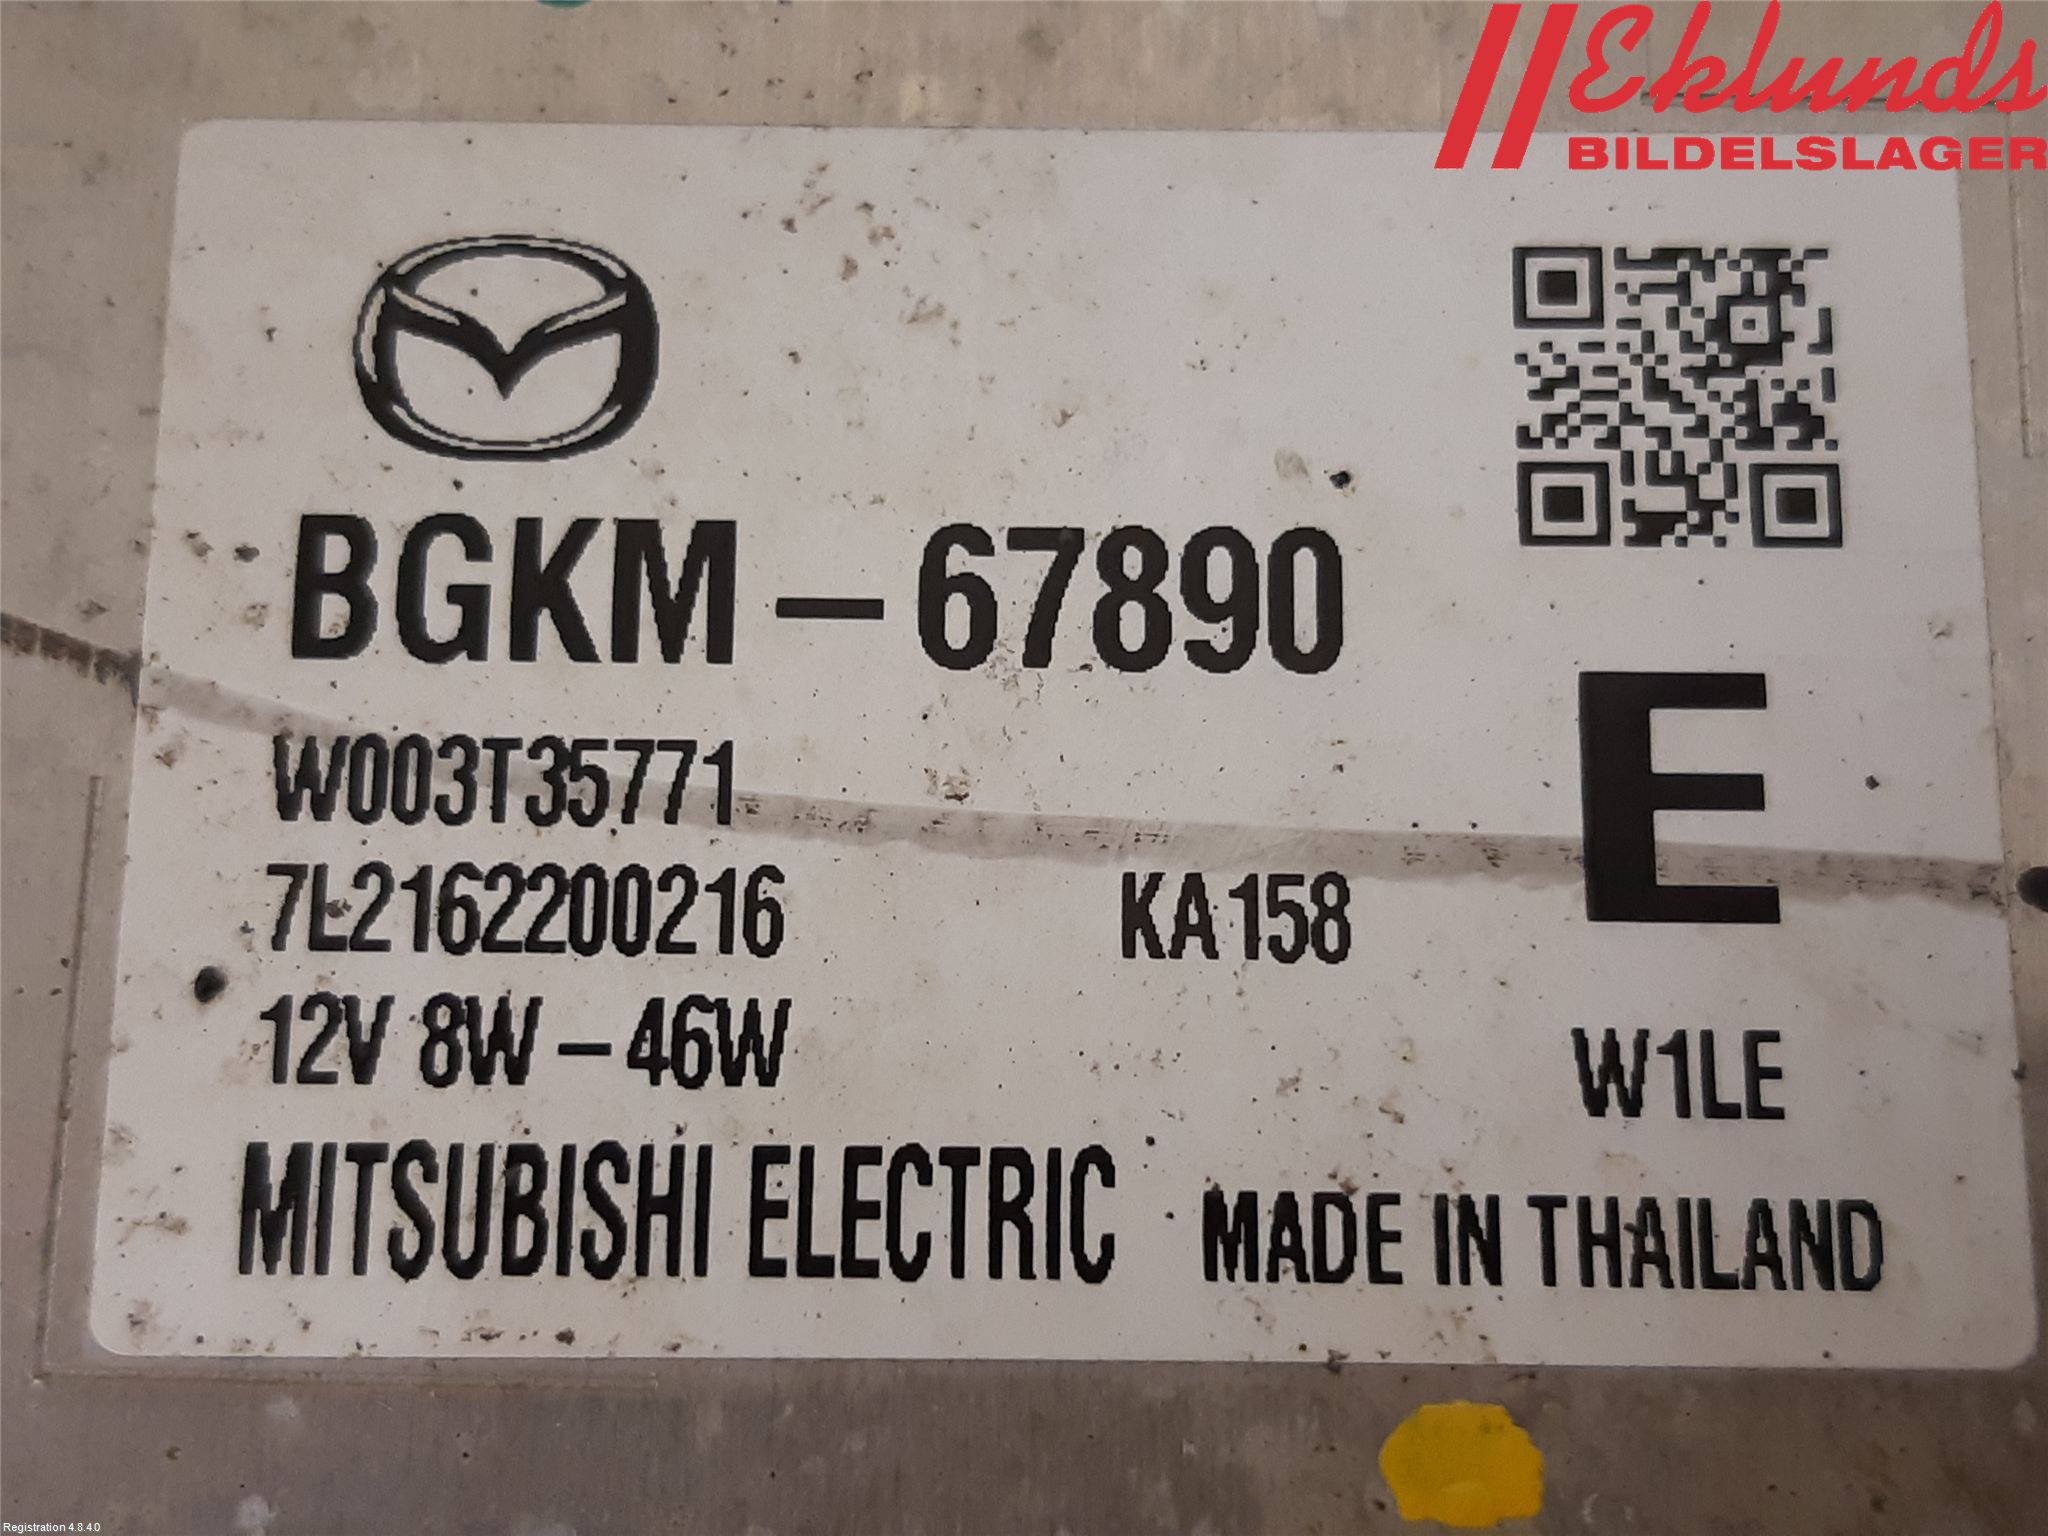 Eklunds
BILDELSLAGER
BGKM-67890
E
W003T35771
7L2162200216 KA158
12V 8W-46W W1LE
MITSUBISHI ELECTRIC MADE IN THAILAND
Registration 4.8.4.0